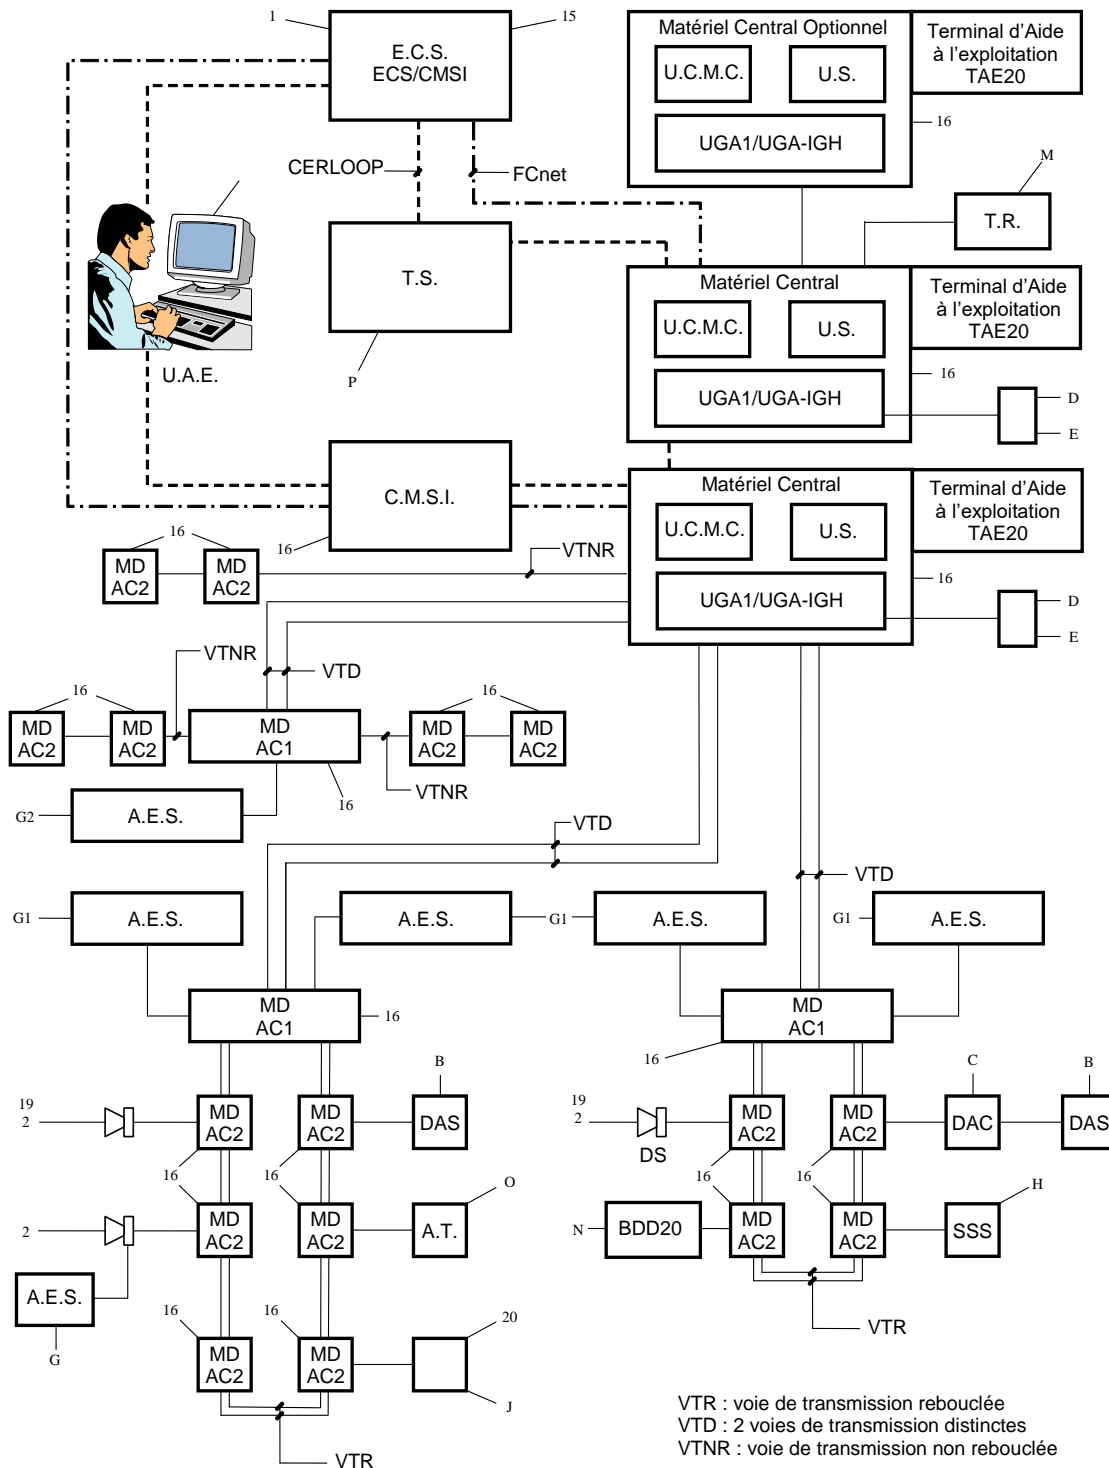 1
15
E.C.S.
ECS/CMSI
Matériel Central Optionnel
U.C.M.C.
U.S.
UGA1/UGA-IGH
Terminal d'Aide
à l'exploitation
TAE20
16
M
T.R.
CERLOOP
FCnet
T.S.
P
U.A.E.
Matériel Central
U.C.M.C.
U.S.
UGA1/UGA-IGH
Terminal d'Aide
à l'exploitation
TAE20
16
D
E
C.M.S.I.
16
Matériel Central
U.C.M.C.
U.S.
UGA1/UGA-IGH
Terminal d'Aide
à l'exploitation
TAE20
16
D
E
16
MD
AC2
MD
AC2
VTNR
VTNR
VTD
16
MD
AC2
MD
AC2
MD
AC1
16
MD
AC2
MD
AC2
16
VTNR
G2
A.E.S.
VTD
VTD
G1
A.E.S.
A.E.S.
G1
A.E.S.
G1
A.E.S.
MD
AC1
16
MD
AC1
16
19
2
MD
AC2
16
MD
AC2
16
B
DAS
19
2
DS
MD
AC2
16
MD
AC2
16
C
DAC
B
DAS
2
MD
AC2
MD
AC2
O
A.T.
N
BDD20
MD
AC2
MD
AC2
H
SSS
A.E.S.
G
16
MD
AC2
16
MD
AC2
20
J
VTR
VTR
VTR : voie de transmission rebouclée
VTD : 2 voies de transmission distinctes
VTNR : voie de transmission non rebouclée